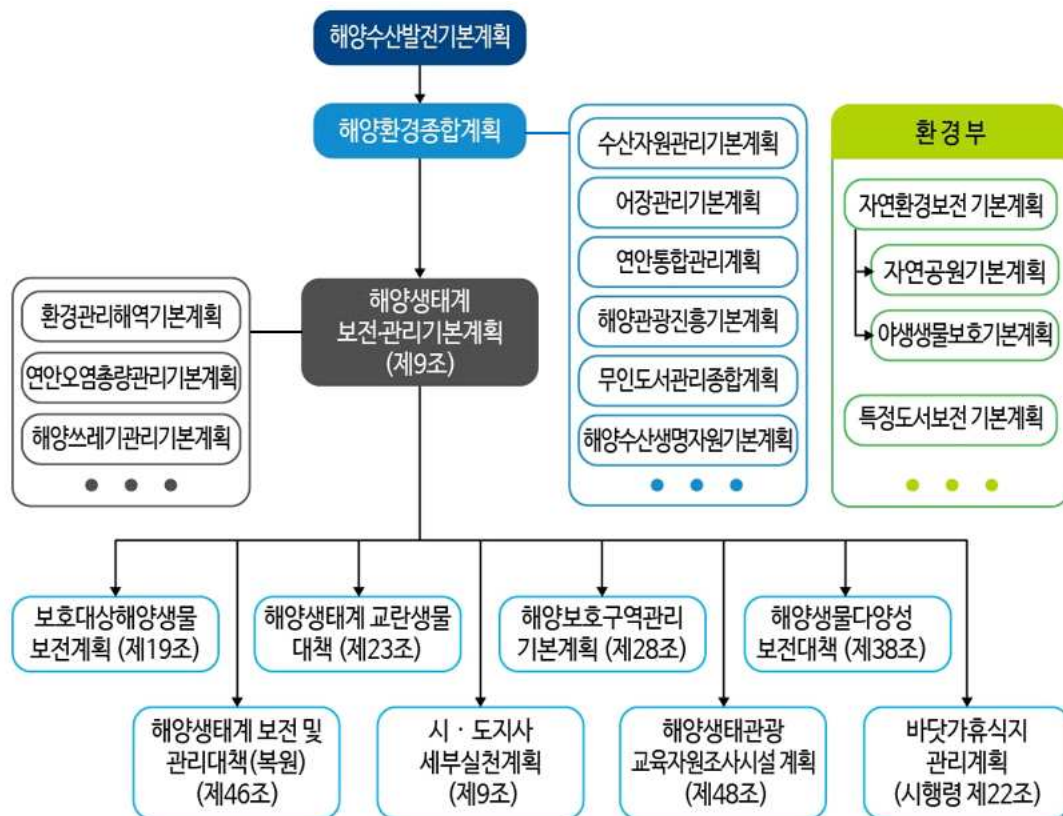 해양수산발전기본계획
해양환경종합계획
수산자원관리기본계획
어장관리기본계획
연안통합관리계획
해양관광진흥기본계획
무인도서관리종합계획
해양수산생명자원기본계획
환경부
자연환경보전 기본계획
자연공원기본계획
야생생물보호기본계획
특정도서보전 기본계획
해양생태계
보전·관리기본계획
(제9조)
환경관리해역기본계획
연안오염총량관리기본계획
해양쓰레기관리기본계획
보호대상해양생물
보전계획 (제19조)
해양생태계 교란생물
대책 (제23조)
해양보호구역관리
기본계획 (제28조)
해양생물다양성
보전대책 (제38조)
해양생태계 보전 및
관리대책(복원)
(제46조)
시 · 도지사
세부실천계획
(제9조)
해양생태관광
교육자원조사시설 계획
(제48조)
바닷가휴식지
관리계획
(시행령 제22조)